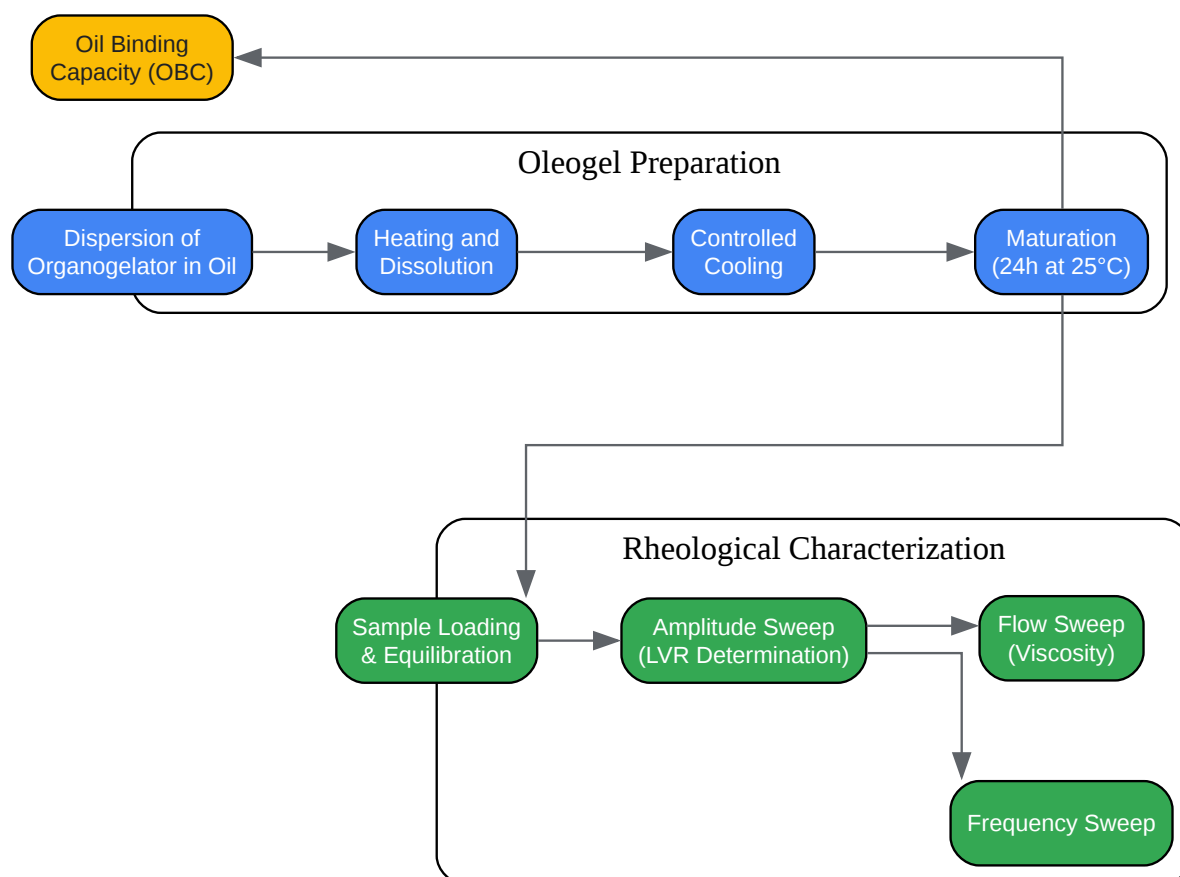 Oil Binding
Capacity (OBC)
Oleogel Preparation
Dispersion of
Organogelator in Oil
Heating and
Dissolution
Controlled
Cooling
Maturation
(24h at 25°C)
Rheological Characterization
Sample Loading
& Equilibration
Amplitude Sweep
(LVR Determination)
Flow Sweep
(Viscosity)
Frequency Sweep